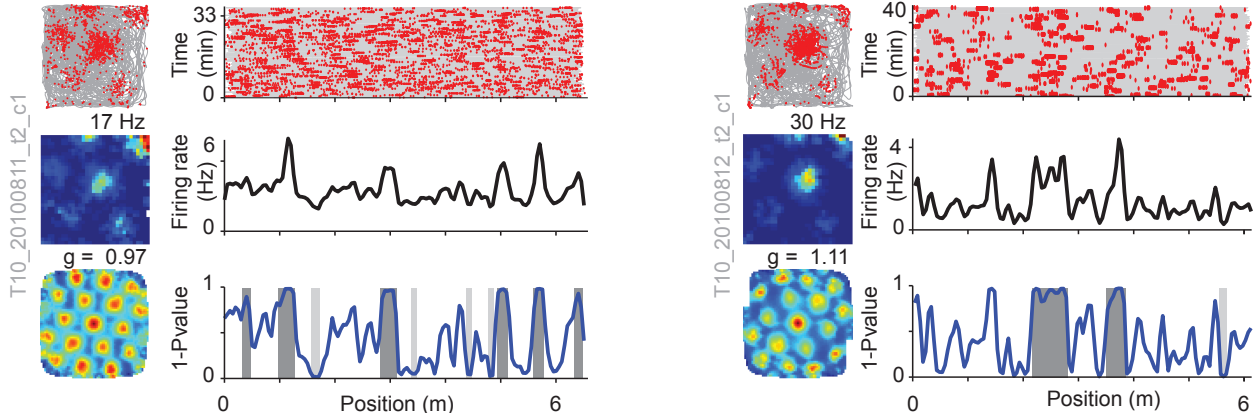 T10_20100811_t2_c1
17 Hz
g = 0.97
33
0
Time
(min)
6
0
Firing rate
(Hz)
1
0
1-Pvalue
0
Position (m)
6
T10_20100812_t2_c1
30 Hz
g = 1.11
40
0
Time
(min)
4
0
Firing rate
(Hz)
1
0
1-Pvalue
0
Position (m)
6